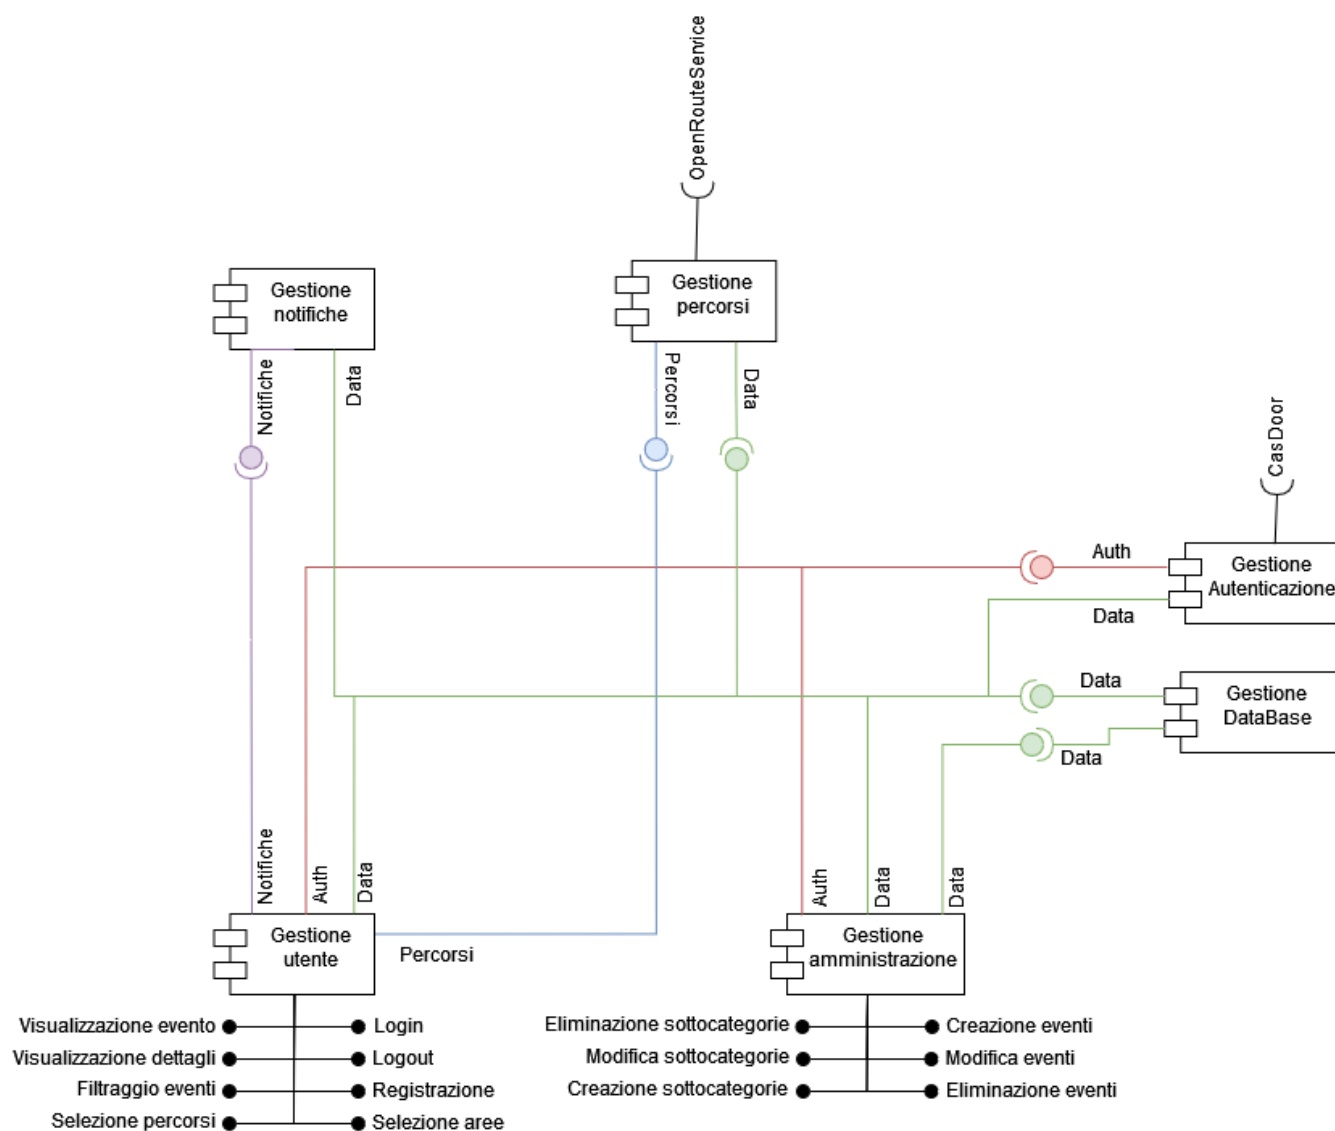 OpenRouteService
Gestione
notifiche
Gestione
percorsi
Notifiche
Data
Percorsi
Data
CasDoor
Auth
Gestione
Autenticazione
Data
Data
Gestione
DataBase
Data
Notifiche
Auth
Data
Auth
Data
Data
Gestione
utente
Percorsi
Gestione
amministrazione
Visualizzazione evento
Login
Visualizzazione dettagli
Logout
Filtraggio eventi
Registrazione
Selezione percorsi
Selezione aree
Eliminazione sottocategorie
Creazione eventi
Modifica sottocategorie
Modifica eventi
Creazione sottocategorie
Eliminazione eventi